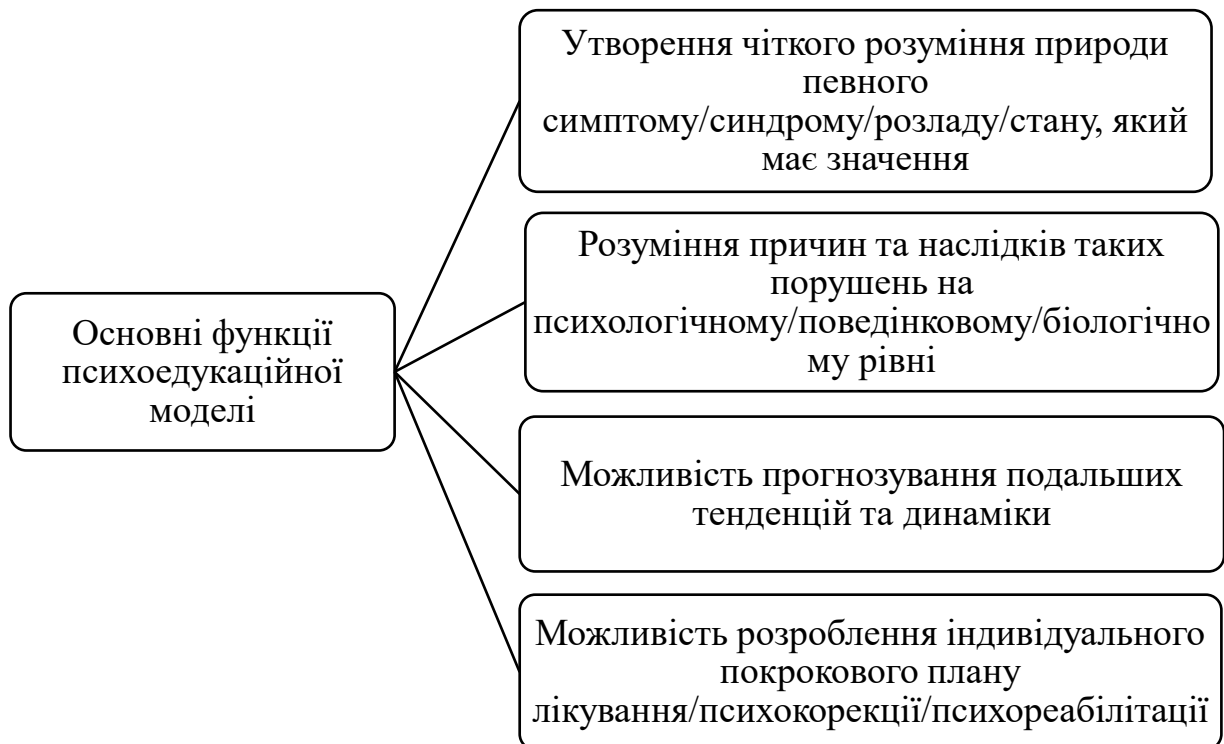 Утворення чіткого розуміння природи
певного
симптому/синдрому/розладу/стану, який
має значення
Розуміння причин та наслідків таких
порушень на
психологічному/поведінковому/біологічно
му рівні
Основні функції
психоедукаційної
моделі
Можливість прогнозування подальших
тенденцій та динаміки
Можливість розроблення індивідуального
покрокового плану
лікування/психокорекції/психореабілітації